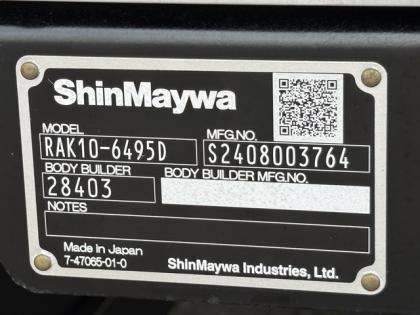 ShinMaywa
MODEL
RAK10-6495D
MFG.NO.
S2408003764
BODY BUILDER
28403
BODY BUILDER MFG.NO.
NOTES
Made in Japan
7-47065-01-0
ShinMaywa Industries, Ltd.